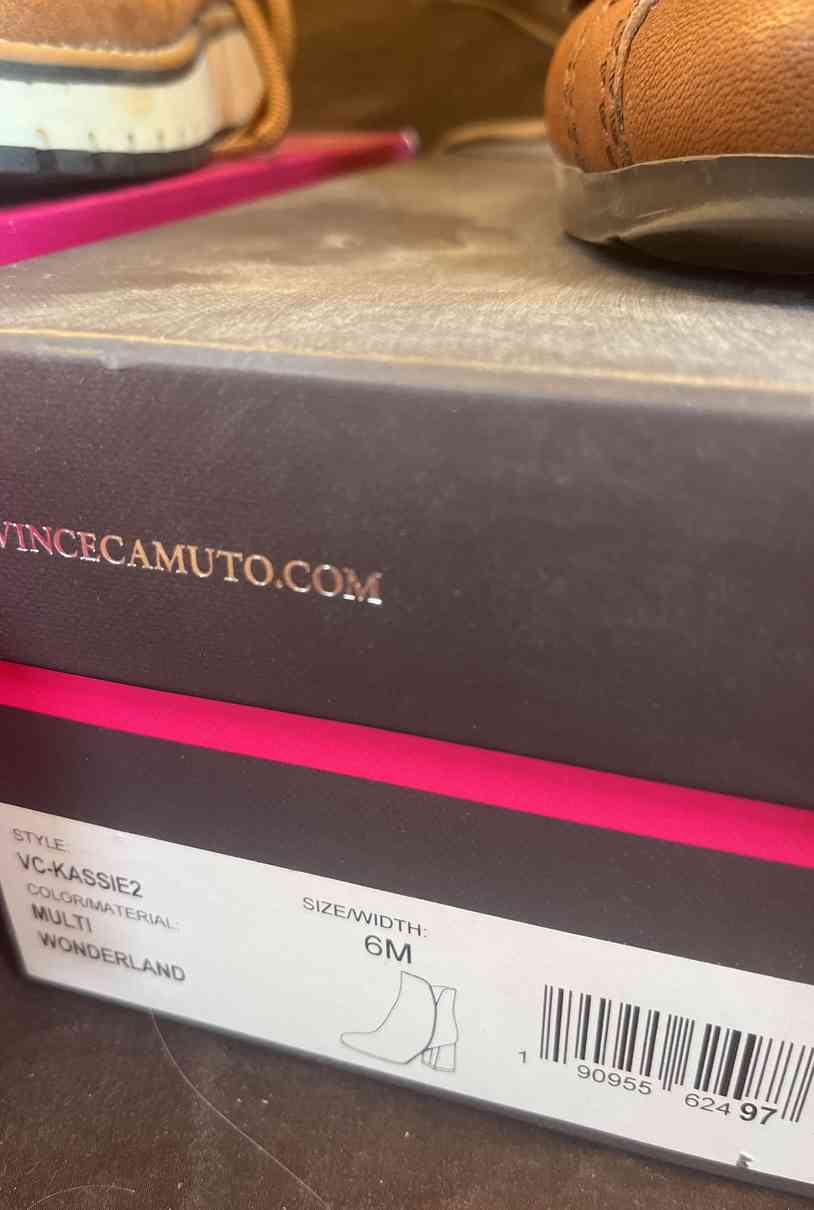 VINCECAMUTO.COM
STYLE:
VC-KASSIE2
COLOR/MATERIAL:
MULTI
WONDERLAND
SIZE/WIDTH:
6M
1 90955 624 97